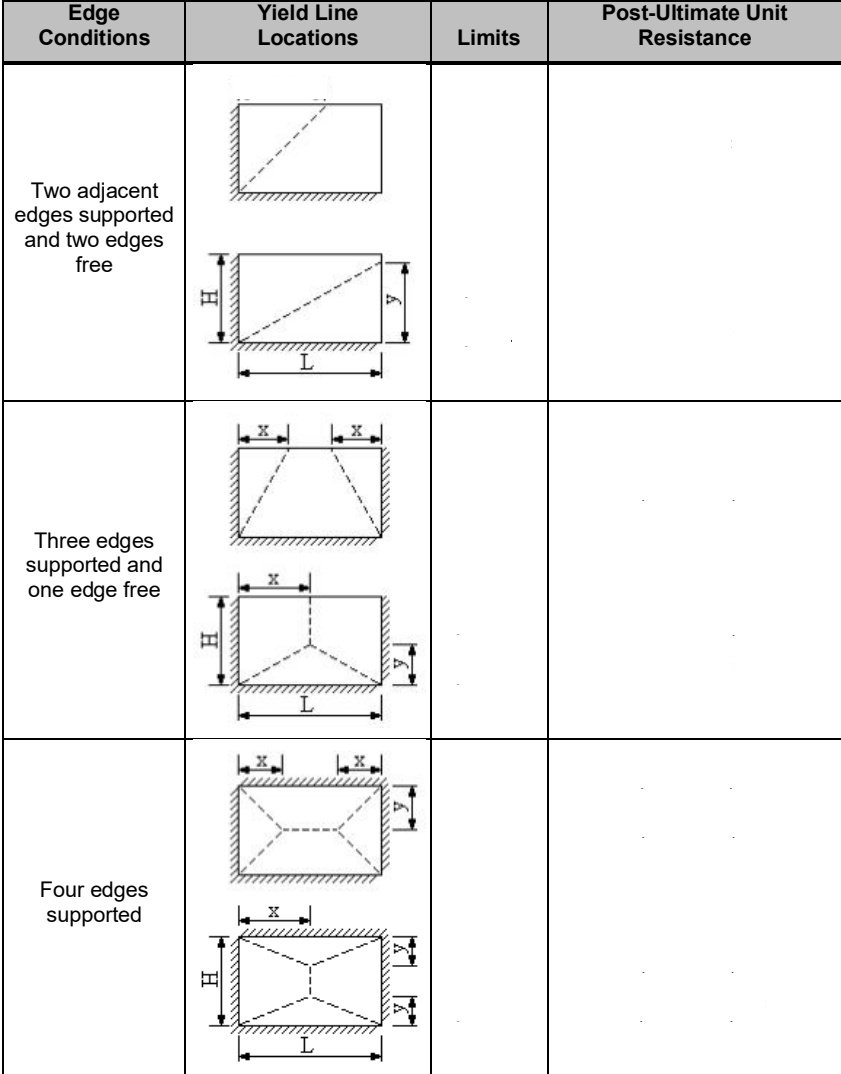 Edge
Conditions
Yield Line
Locations
Limits
Post-Ultimate Unit
Resistance
Two adjacent
edges supported
and two edges
free
H
y
L
Three edges
supported and
one edge free
x
x
x
H
y
L
Four edges
supported
x
x
y
x
y
H
y
L